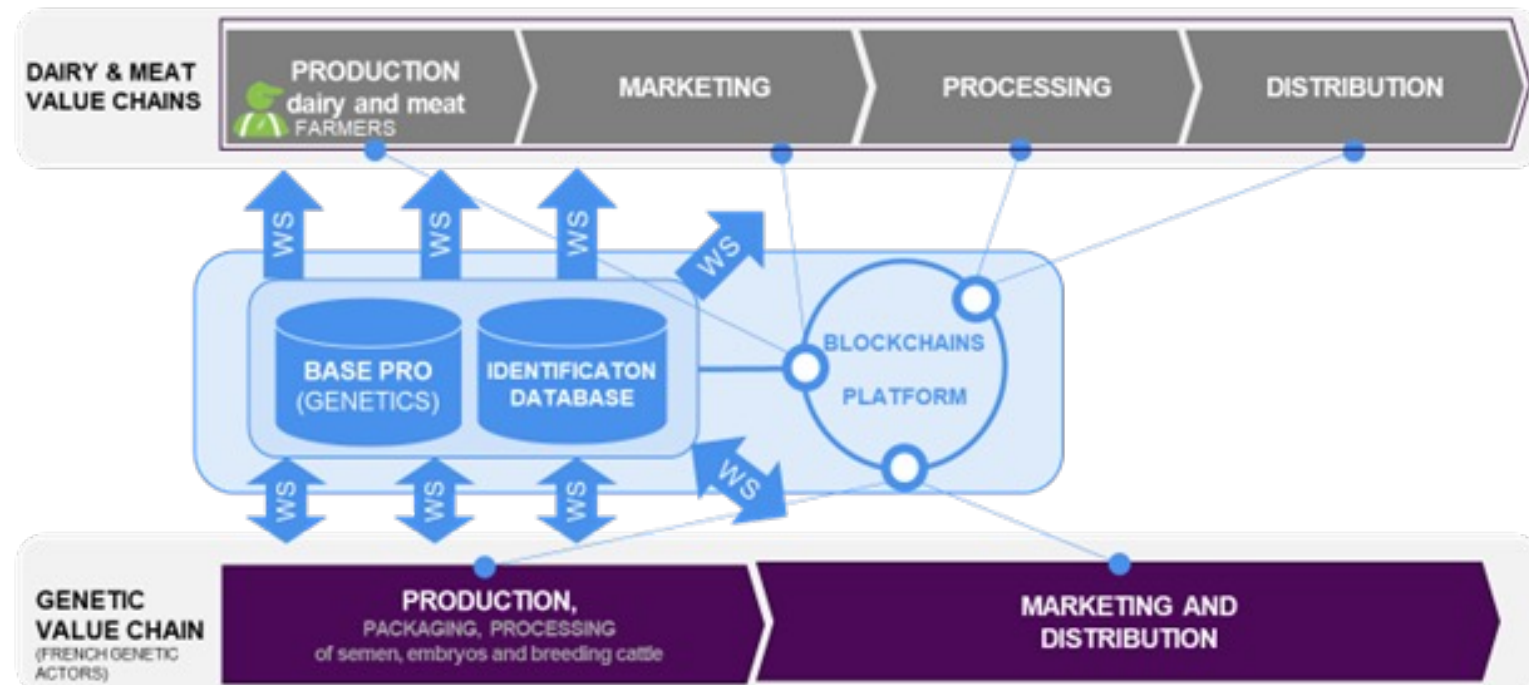 DAIRY & MEAT
VALUE CHAINS
PRODUCTION
dairy and meat
FARMERS
MARKETING
PROCESSING
DISTRIBUTION
WS
WS
WS
WS
BASE PRO
(GENETICS)
IDENTIFICATON
DATABASE
BLOCKCHAINS
PLATFORM
WS
WS
WS
WS
GENETIC
VALUE CHAIN
(FRENCH GENETIC
ACTORS)
PRODUCTION,
PACKAGING, PROCESSING
of semen, embryos and breeding cattle
MARKETING AND
DISTRIBUTION